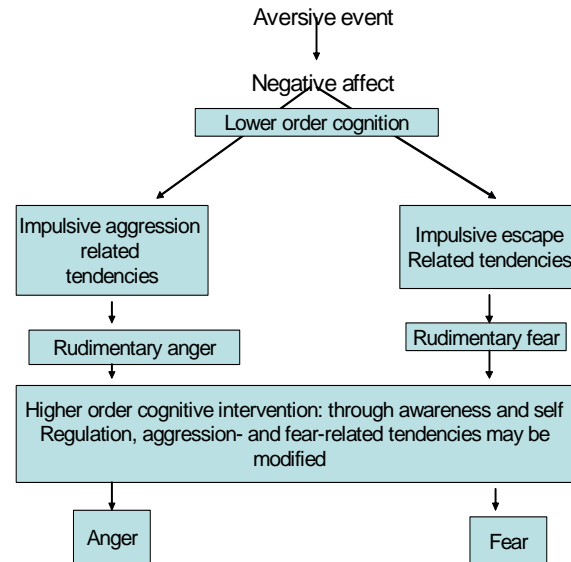 Aversive event
Negative affect
Lower order cognition
Impulsive aggression
related
tendencies
Impulsive escape
Related tendencies
Rudimentary anger
Rudimentary fear
Higher order cognitive intervention: through awareness and self
Regulation, aggression- and fear-related tendencies may be
modified
Anger
Fear